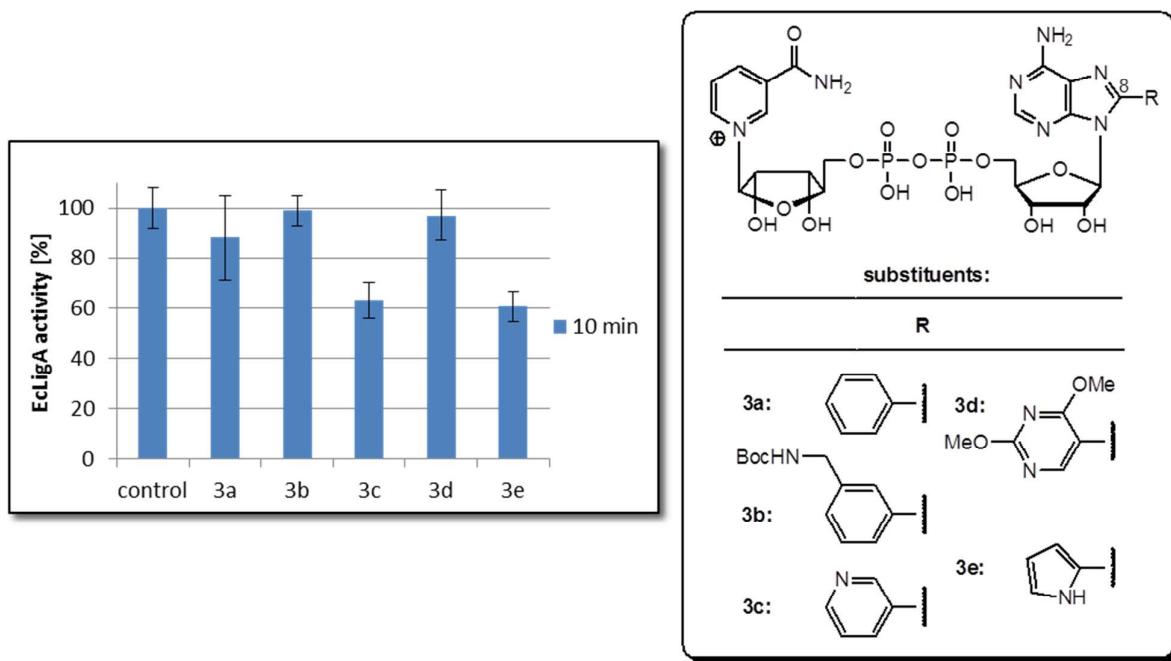 EcLigA activity [%]
100
80
60
40
20
0
control 3a 3b 3c 3d 3e
10 min
O
NH2
N
⊕
NH2
N
N
N
N
8
R
O
O
O
P
O
P
O
OH
OH
O
O
OH
OH
OH
OH
substituents:
R
3a:
3d:
OMe
N
MeO
N
BocHN
3b:
3e:
NH
N
3c: